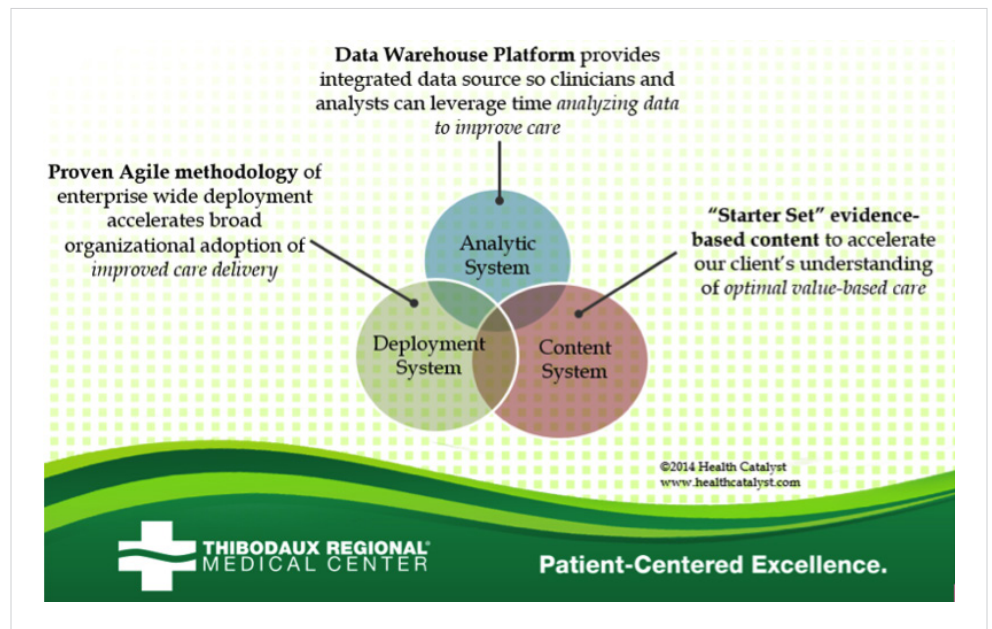 Data Warehouse Platform provides
integrated data source so clinicians and
analysts can leverage time analyzing data
to improve care
Proven Agile methodology of
enterprise wide deployment
accelerates broad
organizational adoption of
improved care delivery
“Starter Set” evidence-
based content to accelerate
our client’s understanding
of optimal value-based care
Analytic
System
Deployment
System
Content
System
©2014 Health Catalyst
www.healthcatalyst.com
THIBODAUX REGIONAL®
MEDICAL CENTER
Patient-Centered Excellence.